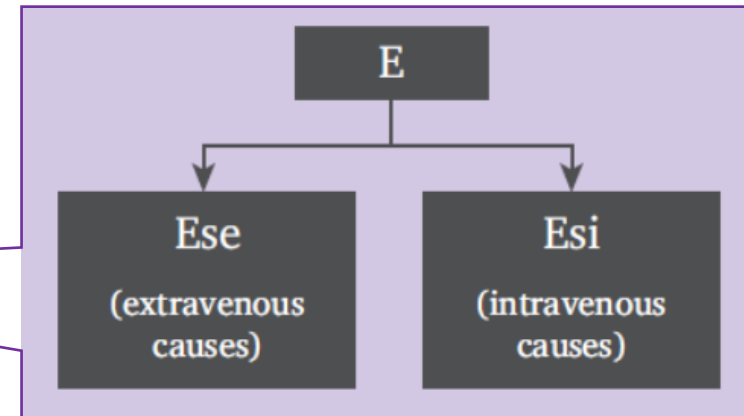 E
Ese
(extravenous
causes)
Esi
(intravenous
causes)